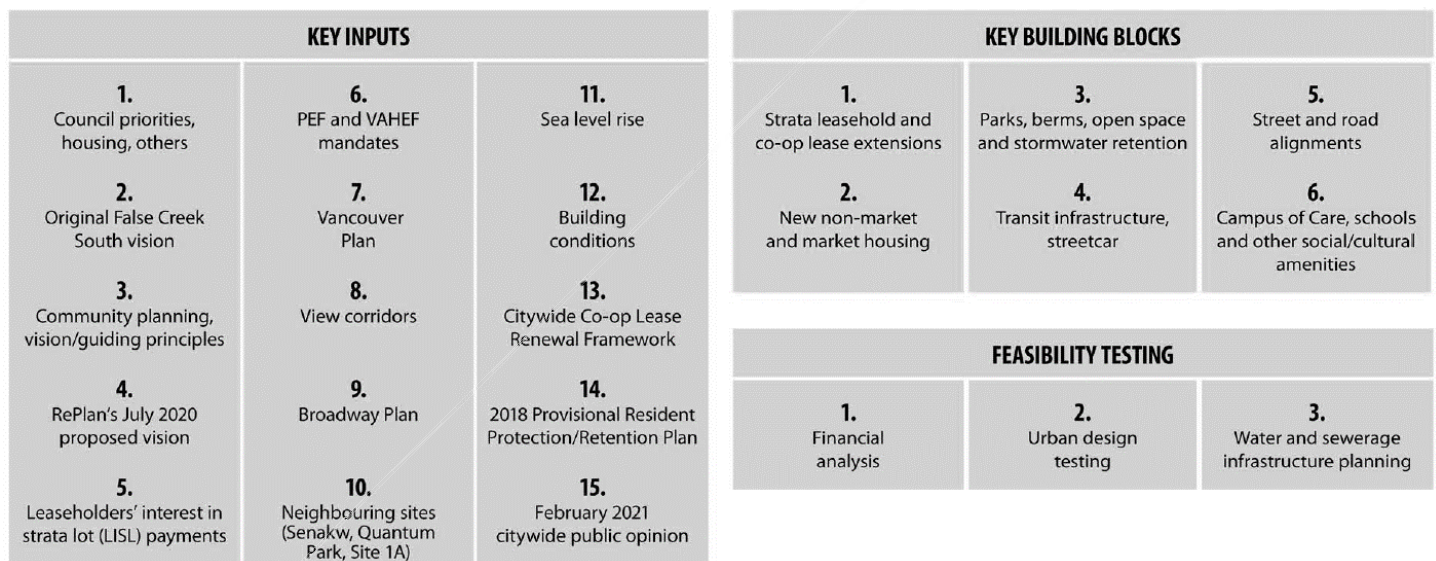 KEY INPUTS
1.
Council priorities,
housing, others
2.
Original False Creek
South vision
3.
Community planning,
vision/guiding principles
4.
RePlan's July 2020
proposed vision
5.
Leaseholders' interest in
strata lot (LISL) payments
6.
PEF and VAHEF
mandates
7.
Vancouver
Plan
8.
View corridors
9.
Broadway Plan
10.
Neighbouring sites
(Senakw, Quantum
Park, Site 1A)
11.
Sea level rise
12.
Building
conditions
13.
Citywide Co-op Lease
Renewal Framework
14.
2018 Provisional Resident
Protection/Retention Plan
15.
February 2021
citywide public opinion
KEY BUILDING BLOCKS
1.
Strata leasehold and
co-op lease extensions
2.
New non-market
and market housing
3.
Parks, berms, open space
and stormwater retention
4.
Transit infrastructure,
streetcar
5.
Street and road
alignments
6.
Campus of Care, schools
and other social/cultural
amenities
FEASIBILITY TESTING
1.
Financial
analysis
2.
Urban design
testing
3.
Water and sewerage
infrastructure planning